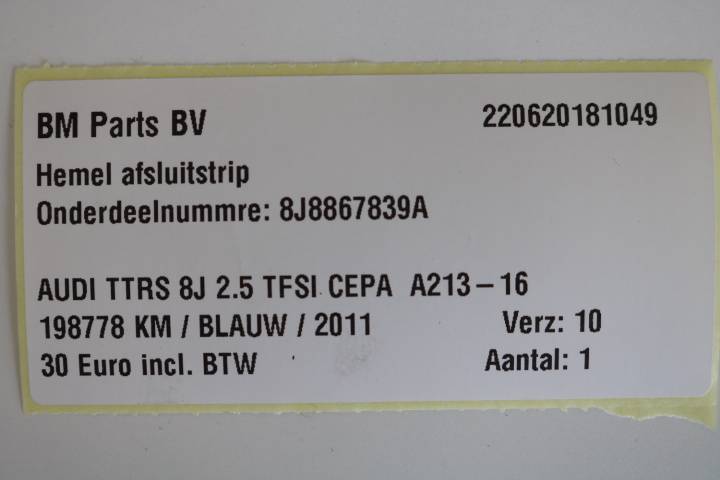 BM Parts BV 220620181049
Hemel afsluitstrip
Onderdeelnummre: 8J8867839A
AUDI TTRS 8J 2.5 TFSI CEPA A213-16
198778 KM / BLAUW / 2011 Verz: 10
30 Euro incl. BTW Aantal: 1